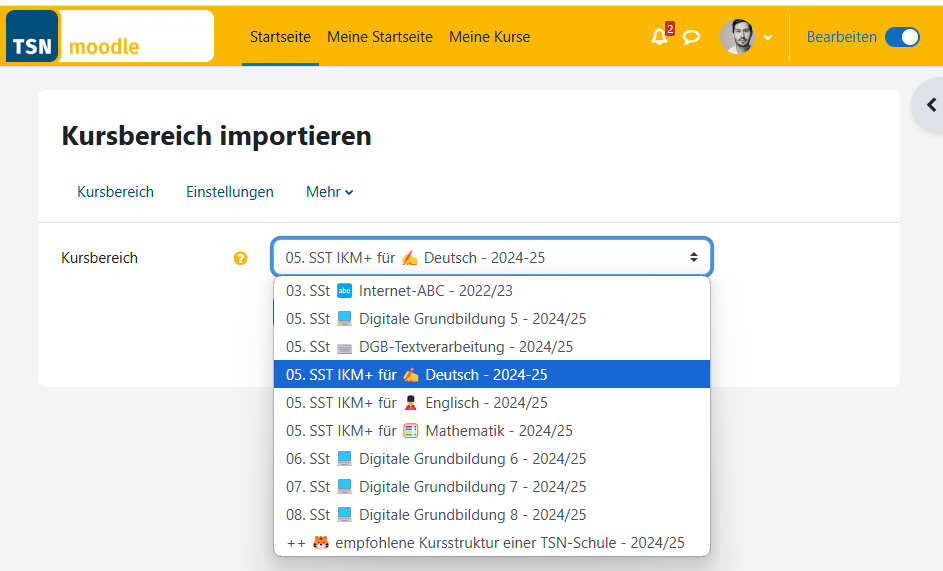 TSN moodle
Startseite Meine Startseite Meine Kurse 2 Bearbeiten
Kursbereich importieren
Kursbereich Einstellungen Mehr
Kursbereich ? 05. SST IKM+ für ✍️ Deutsch - 2024-25
03. SSt abc Internet-ABC - 2022/23
05. SSt 💻 Digitale Grundbildung 5 - 2024/25
05. SSt ⌨️ DGB-Textverarbeitung - 2024/25
05. SST IKM+ für ✍️ Deutsch - 2024-25
05. SST IKM+ für 💂 Englisch - 2024/25
05. SST IKM+ für 🧮 Mathematik - 2024/25
06. SSt 💻 Digitale Grundbildung 6 - 2024/25
07. SSt 💻 Digitale Grundbildung 7 - 2024/25
08. SSt 💻 Digitale Grundbildung 8 - 2024/25
++ 🐯 empfohlene Kursstruktur einer TSN-Schule - 2024/25